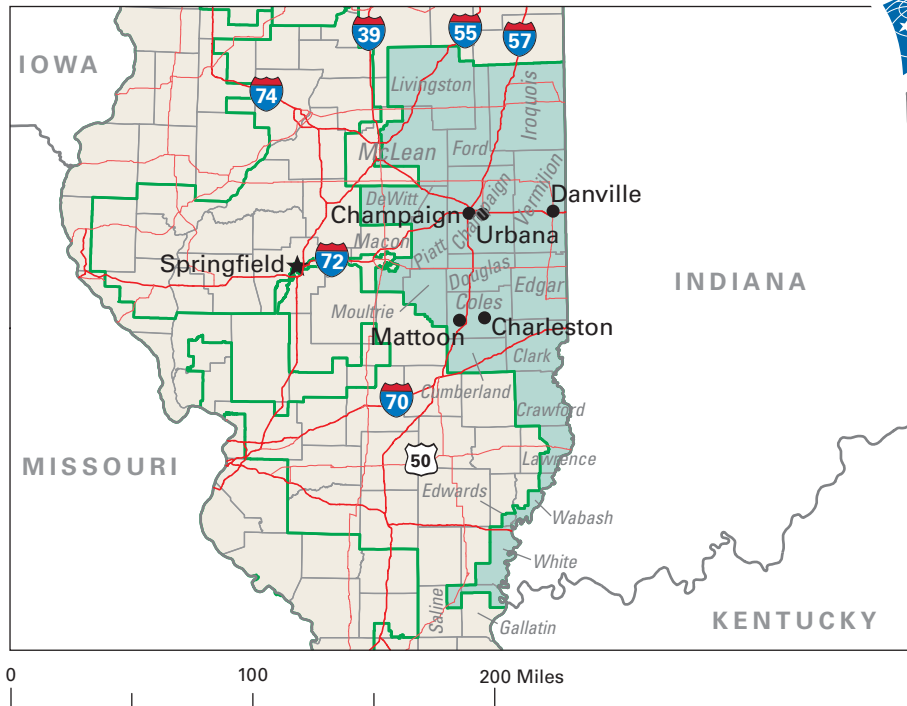 39
55
57
IOWA
74
Livingston
Iroquois
McLean
Ford
DeWitt
Champaign
Vermilion
Danville
Champaign
Urbana
Macon
Piatt
Springfield
72
Douglas
Edgar
INDIANA
Moultrie
Coles
Mattoon
Charleston
Clark
Cumberland
70
Crawford
MISSOURI
50
Lawrence
Edwards
Wabash
White
Saline
Gallatin
KENTUCKY
0 100 200 Miles